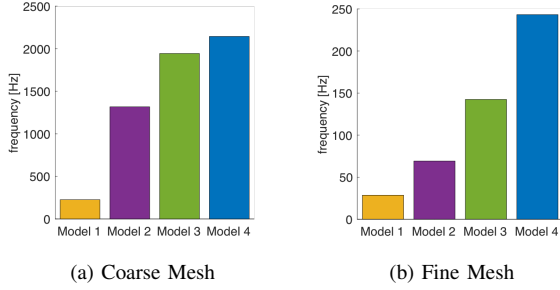 frequency [Hz]
2500
2000
1500
1000
500
0
Model 1 Model 2 Model 3 Model 4
(a) Coarse Mesh
frequency [Hz]
250
200
150
100
50
0
Model 1 Model 2 Model 3 Model 4
(b) Fine Mesh